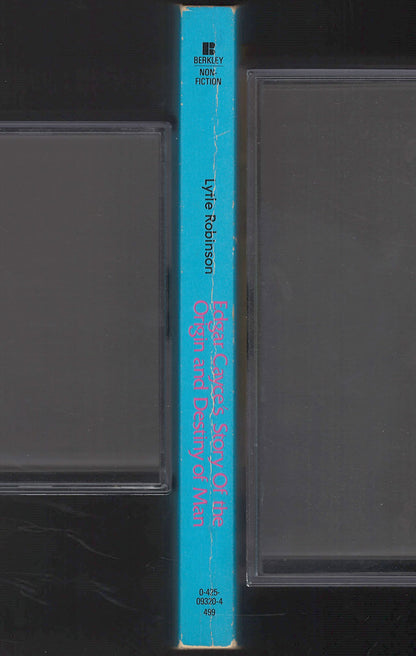 B
BERKLEY
NON-
FICTION
Lytle Robinson
Edgar Cayce's Story Of the
Origin and Destiny of Man
0-425-
09320-4
499